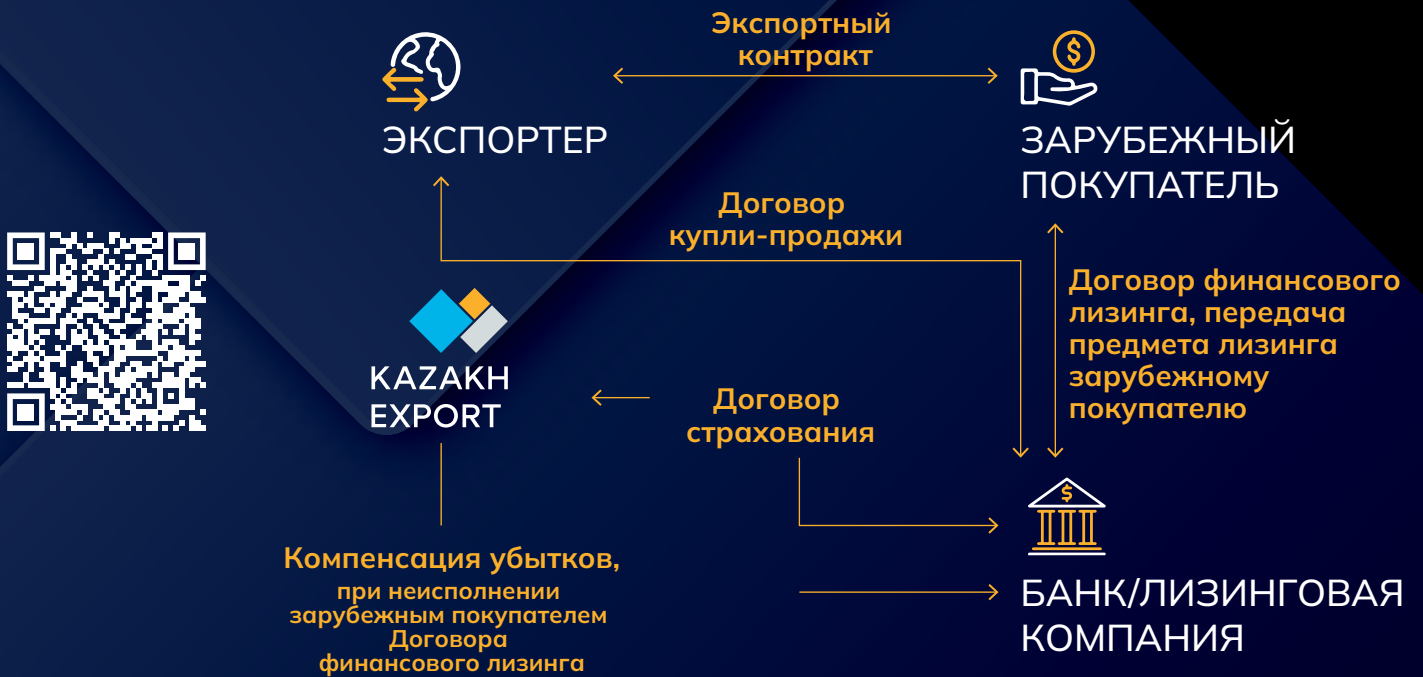 Экспортный
контракт
ЭКСПОРТЕР
ЗАРУБЕЖНЫЙ
ПОКУПАТЕЛЬ
Договор
купли-продажи
Договор финансового
лизинга, передача
предмета лизинга
зарубежному
покупателю
KAZAKH
EXPORT
Договор
страхования
Компенсация убытков,
при неисполнении
зарубежным покупателем
Договора
финансового лизинга
БАНК/ЛИЗИНГОВАЯ
КОМПАНИЯ